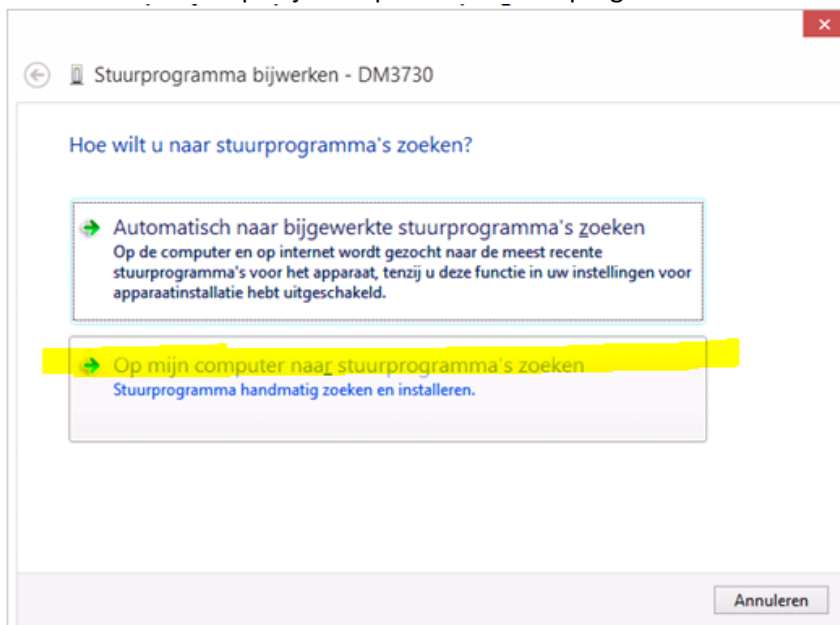 Stuurprogramma bijwerken - DM3730
Hoe wilt u naar stuurprogramma's zoeken?
Automatisch naar bijgewerkte stuurprogramma's zoeken
Op de computer en op internet wordt gezocht naar de meest recente
stuurprogramma's voor het apparaat, tenzij u deze functie in uw instellingen voor
apparaatinstallatie hebt uitgeschakeld.
Op mijn computer naar stuurprogramma's zoeken
Stuurprogramma handmatig zoeken en installeren.
Annuleren